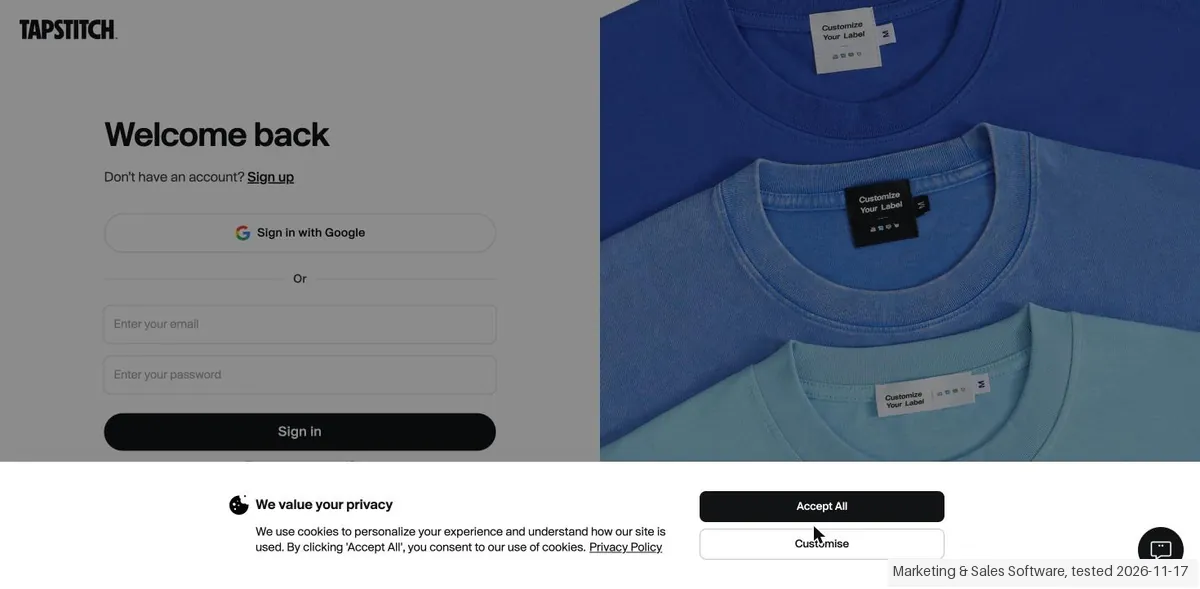 TAPSTITCH
Welcome back
Don't have an account? Sign up
Sign in with Google
Or
Enter your email
Enter your password
Sign in
Customize
Your Label
M
Customize
Your Label
M
Customize
Your Label
M
We value your privacy
We use cookies to personalize your experience and understand how our site is
used. By clicking 'Accept All', you consent to our use of cookies. Privacy Policy
Accept All
Customise
Marketing & Sales Software, tested 2026-11-17